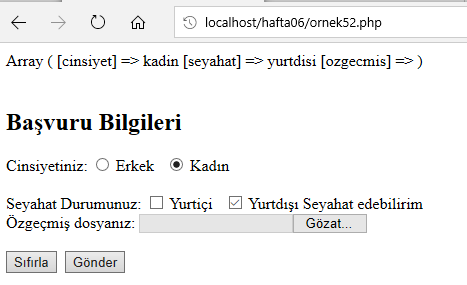 localhost/hafta06/ornek52.php
Array ( [cinsiyet] => kadin [seyahat] => yurtdisi [ozgecmis] => )
Başvuru Bilgileri
Cinsiyetiniz: Erkek Kadın
Seyahat Durumunuz: Yurtiçi Yurtdışı Seyahat edebilirim
Özgeçmiş dosyanız: Gözat...
Sıfırla Gönder